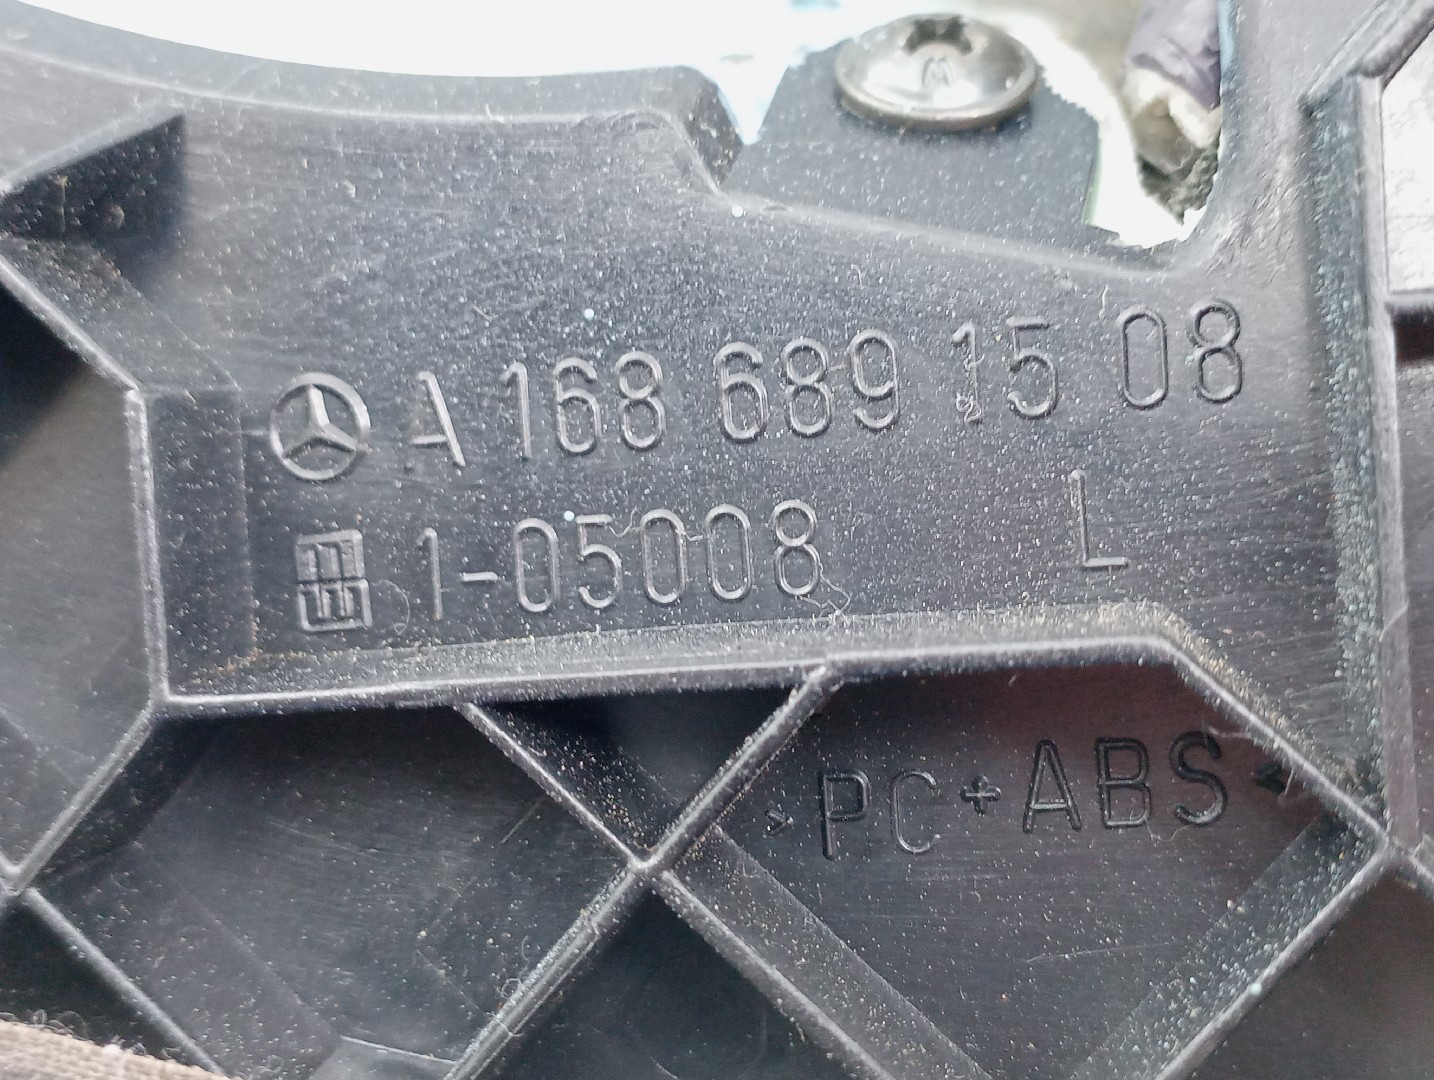 A 168 689 15 08
1-05008 L
>PC+ABS<
W